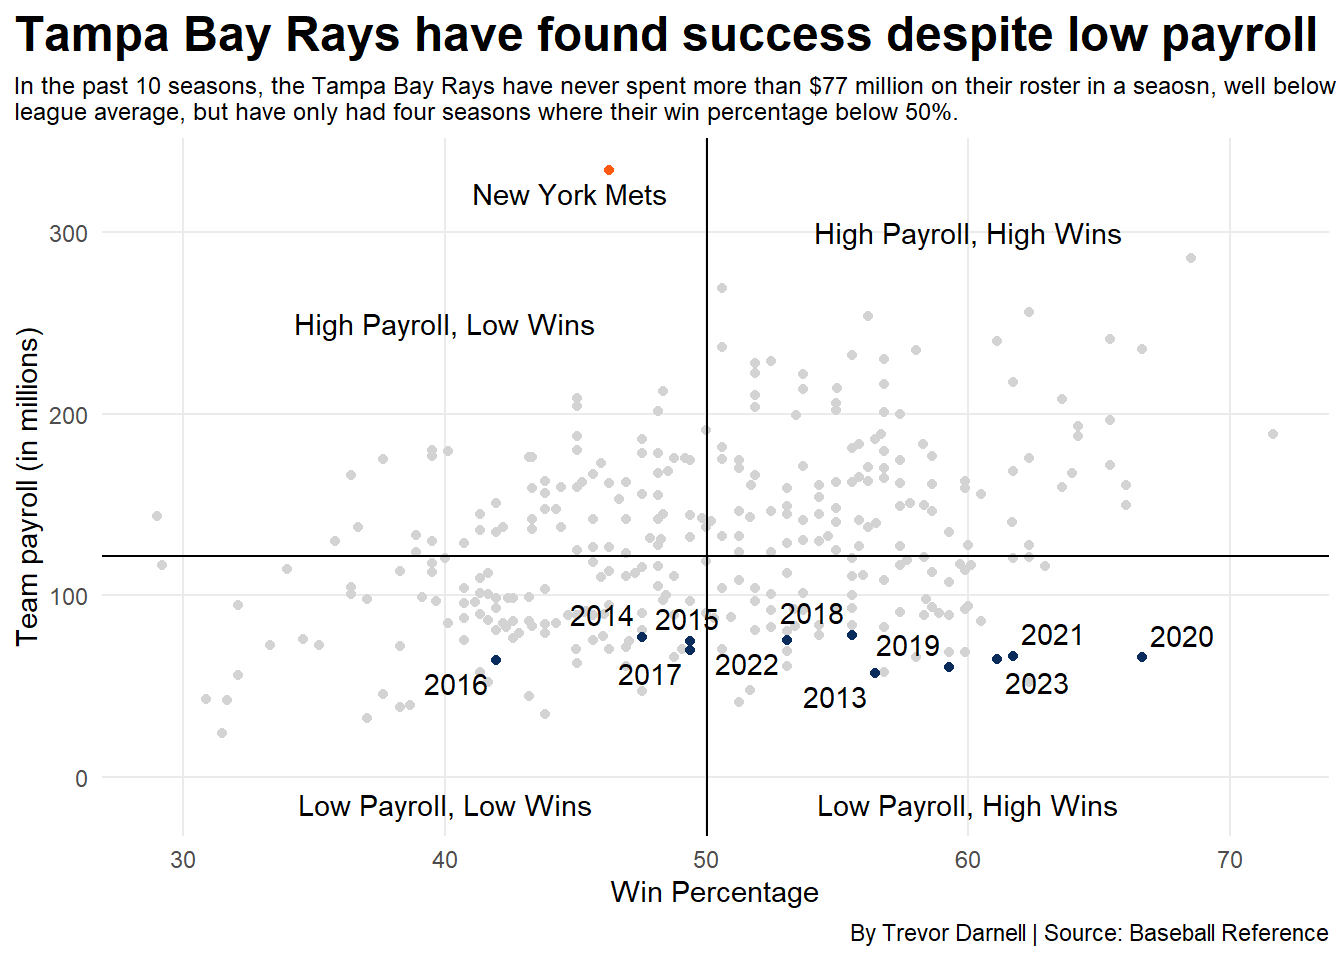 Tampa Bay Rays have found success despite low payroll
In the past 10 seasons, the Tampa Bay Rays have never spent more than $77 million on their roster in a seaosn, well below
league average, but have only had four seasons where their win percentage below 50%.
New York Mets
High Payroll, High Wins
High Payroll, Low Wins
Team payroll (in millions)
300
200
100
0
2014
2015
2018
2019
2021
2020
2016
2017
2022
2013
2023
Low Payroll, Low Wins
Low Payroll, High Wins
30
40
50
60
70
Win Percentage
By Trevor Darnell | Source: Baseball Reference